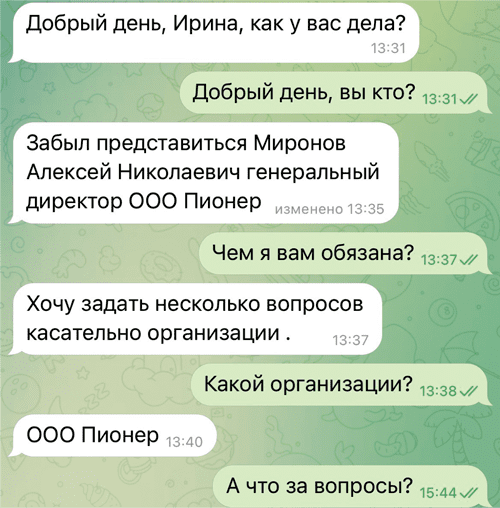 Добрый день, Ирина, как у вас дела?
13:31
Добрый день, вы кто? 13:31
Забыл представиться Миронов
Алексей Николаевич генеральный
директор ООО Пионер изменено 13:35
Чем я вам обязана? 13:37
Хочу задать несколько вопросов
касательно организации . 13:37
Какой организации? 13:38
ООО Пионер 13:40
А что за вопросы? 15:44